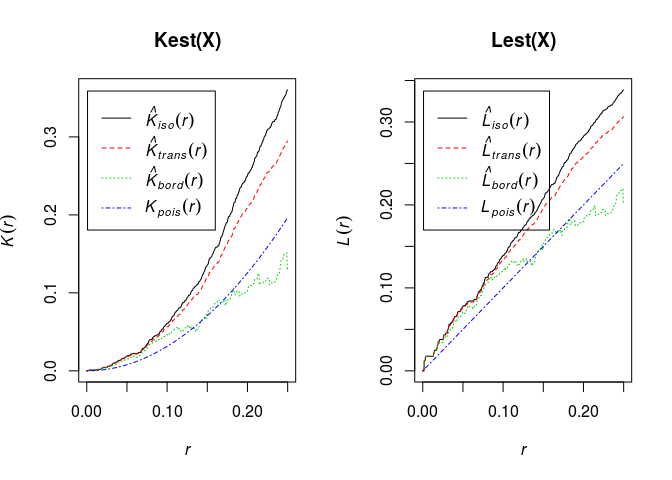 Kest(X)
K(r)
0.0 0.1 0.2 0.3
K̂iso(r)
K̂trans(r)
K̂bord(r)
Kpois(r)
0.00 0.10 0.20
r
Lest(X)
L(r)
0.00 0.10 0.20 0.30
L̂iso(r)
L̂trans(r)
L̂bord(r)
Lpois(r)
0.00 0.10 0.20
r